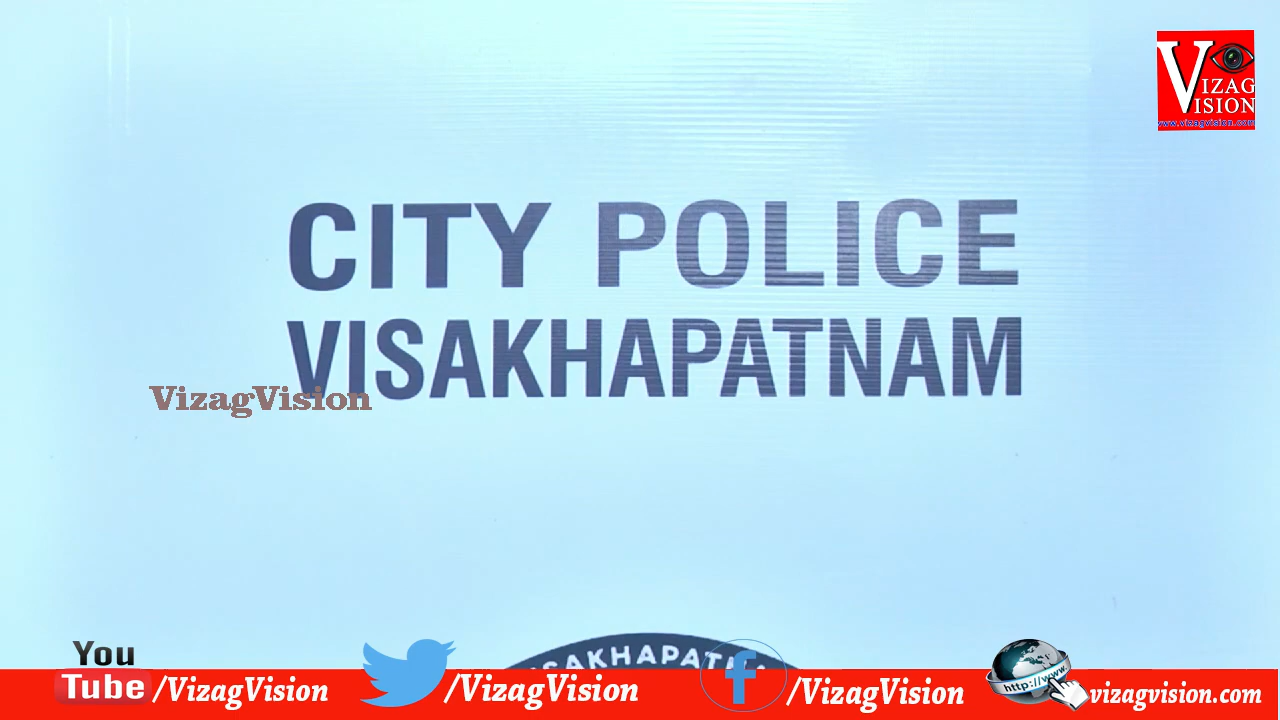 VIZAG
VISION
www.vizagvision.com
CITY POLICE
VISAKHAPATNAM
VizagVision
VISAKHAPATNAM
You
Tube /VizagVision
/VizagVision
f /VizagVision
http://www
vizagvision.com